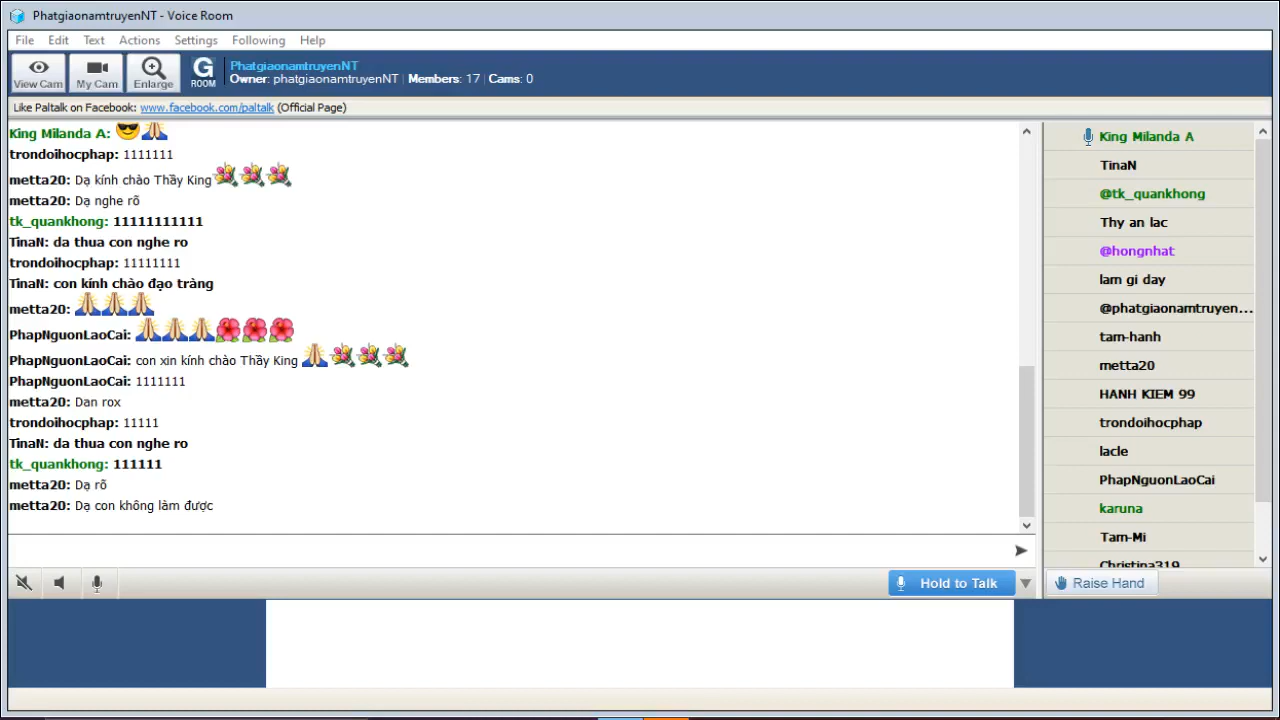 PhatgiaonamtruyenNT - Voice Room
File Edit Text Actions Settings Following Help
View Cam
My Cam
Enlarge
G
ROOM
PhatgiaonamtruyenNT
Owner: phatgiaonamtruyenNT | Members: 17 | Cams: 0
Like Paltalk on Facebook: www.facebook.com/paltalk (Official Page)
King Milanda A:
trondoihocphap: 1111111
metta20: Dạ kính chào Thầy King
metta20: Dạ nghe rõ
tk_quankhong: 11111111111
TinaN: da thua con nghe ro
trondoihocphap: 11111111
TinaN: con kính chào đạo tràng
metta20:
PhapNguonLaoCai:
PhapNguonLaoCai: con xin kính chào Thầy King
PhapNguonLaoCai: 1111111
metta20: Dan rox
trondoihocphap: 11111
TinaN: da thua con nghe ro
tk_quankhong: 111111
metta20: Dạ rõ
metta20: Dạ con không làm được
King Milanda A
TinaN
@tk_quankhong
Thy an lac
@hongnhat
lam gi day
@phatgiaonamtruyen...
tam-hanh
metta20
HANH KIEM 99
trondoihocphap
lacle
PhapNguonLaoCai
karuna
Tam-Mi
Christina319
Hold to Talk
Raise Hand